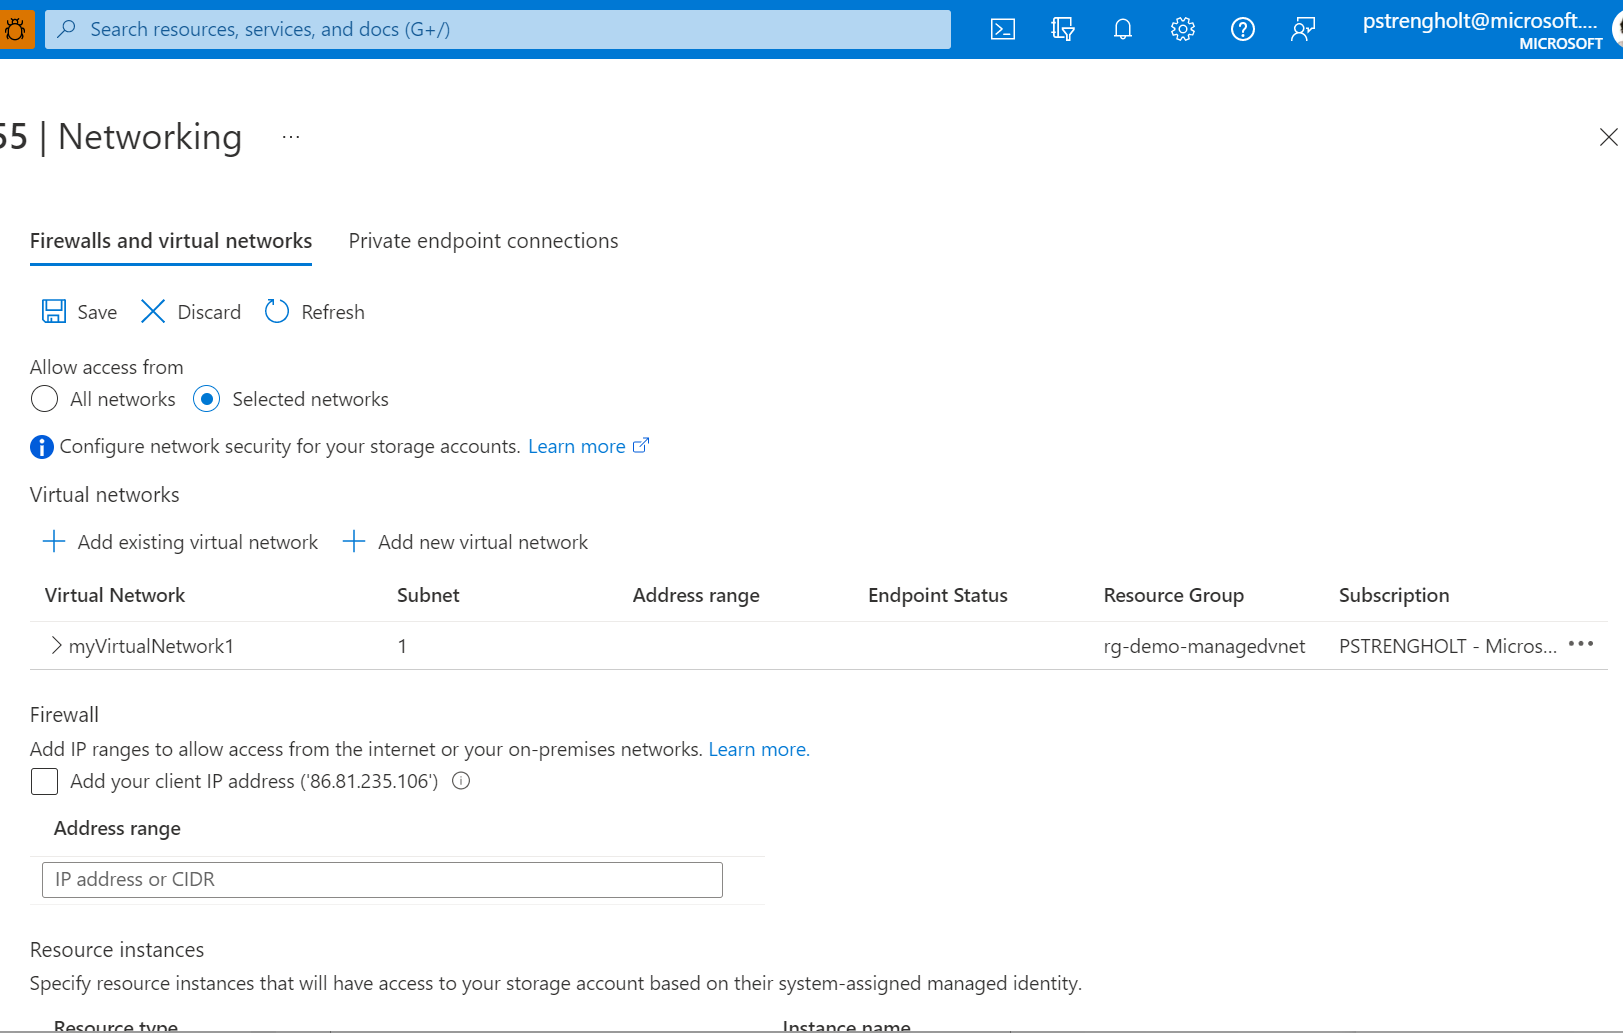 Search resources, services, and docs (G+/)
pstrengholt@microsoft....
MICROSOFT
55 | Networking ...
Firewalls and virtual networks Private endpoint connections
Save Discard Refresh
Allow access from
All networks Selected networks
Configure network security for your storage accounts. Learn more
Virtual networks
Add existing virtual network Add new virtual network
Virtual Network Subnet Address range Endpoint Status Resource Group Subscription
myVirtualNetwork1 1 rg-demo-managedvnet PSTRENGHOLT - Micros... •••
Firewall
Add IP ranges to allow access from the internet or your on-premises networks. Learn more.
Add your client IP address ('86.81.235.106')
Address range
IP address or CIDR
Resource instances
Specify resource instances that will have access to your storage account based on their system-assigned managed identity.
Resource type Instance name